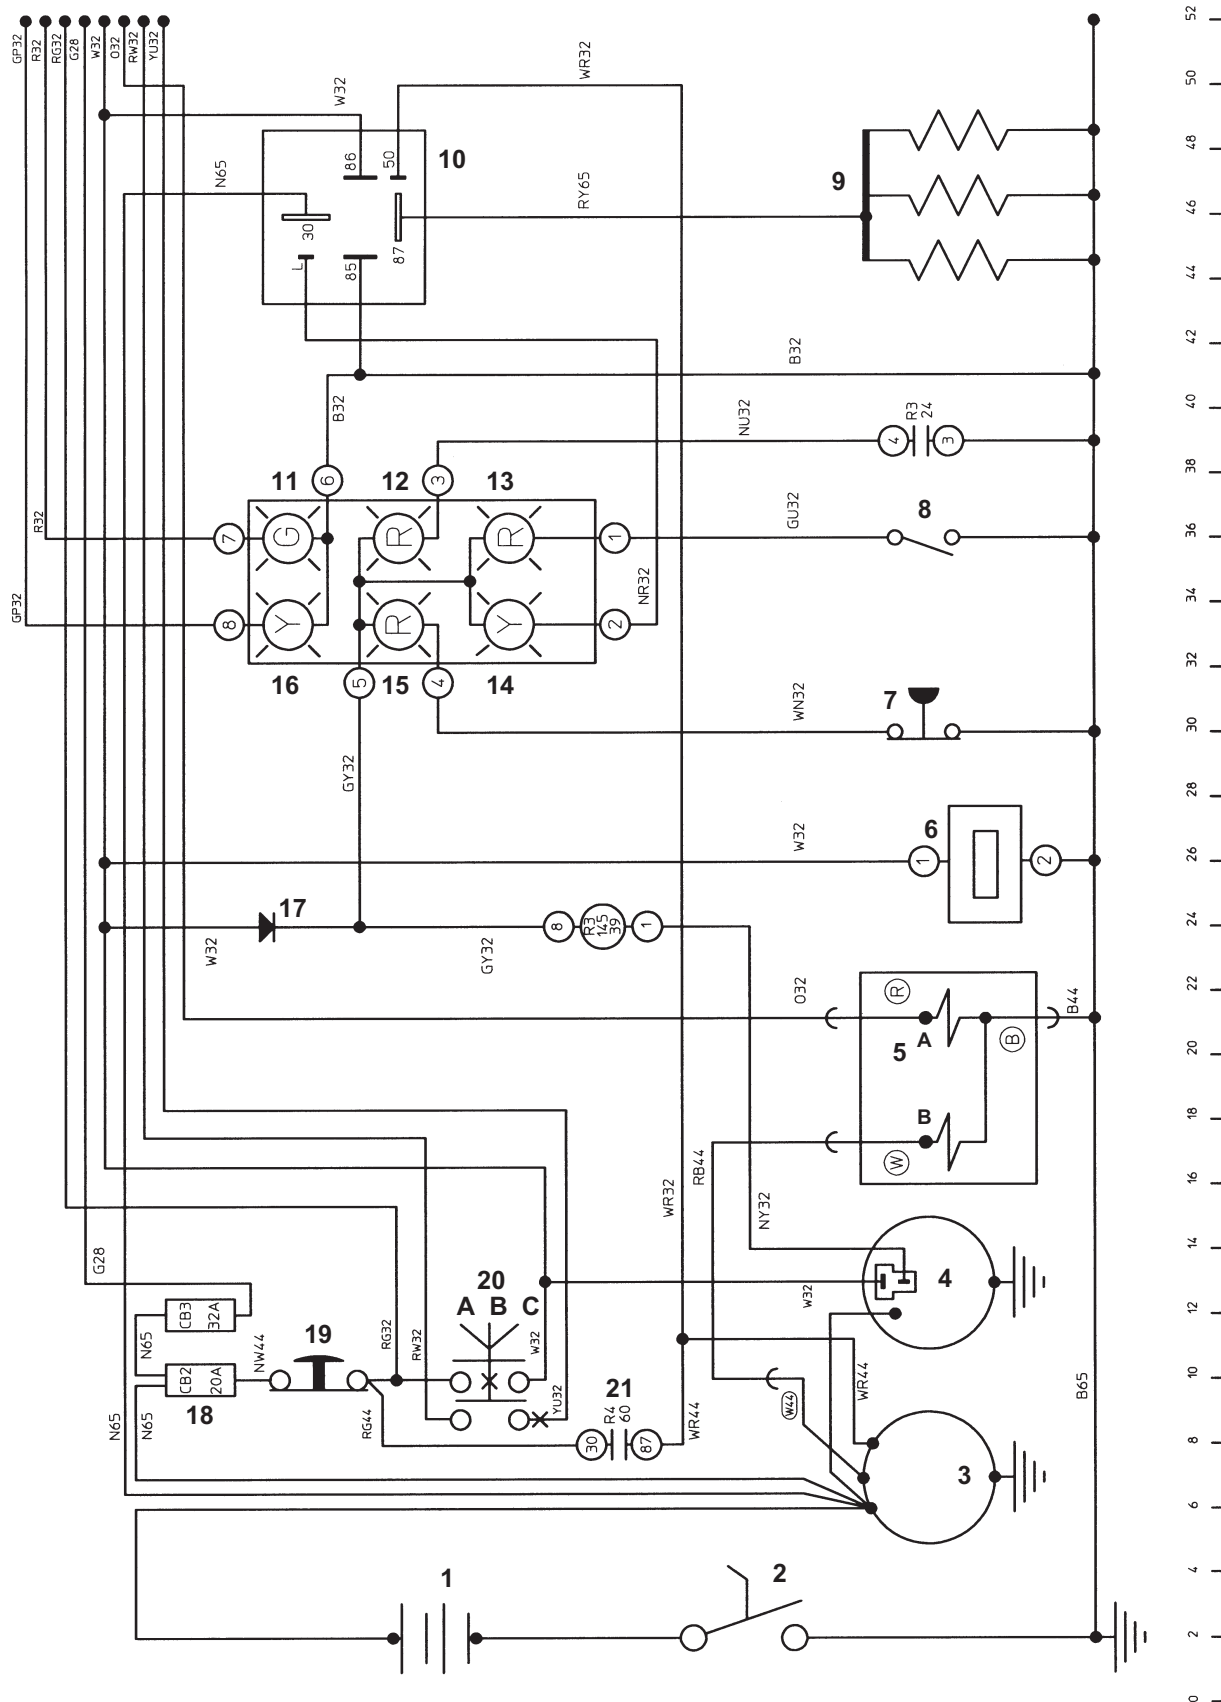 GP32
R32
RG32
G28
W32
O32
RW32
YU32
52
50
48
46
44
42
40
38
36
34
32
30
28
26
24
22
20
18
16
14
12
10
8
6
4
2
0
W32
WR32
N65
86
50
10
30
87
L
85
RY65
9
B32
B32
NU32
4
R3
24
3
11
6
12
3
13
R32
7
G
R
R
1
GU32
8
GP32
8
Y
R
Y
2
NR32
16
5
15
4
14
GY32
WN32
7
W32
6
1
2
17
W32
GY32
8
R3
145
39
1
O32
R
A
5
B
B44
B
W
RB44
WR32
NY32
G28
CB3
32A
N65
CB2
20A
18
NW44
19
N65
N65
RG32
RW32
20
A B C
W32
YU32
RG44
21
30
R4
60
87
WR44
W32
4
W44
WR44
3
B65
1
2